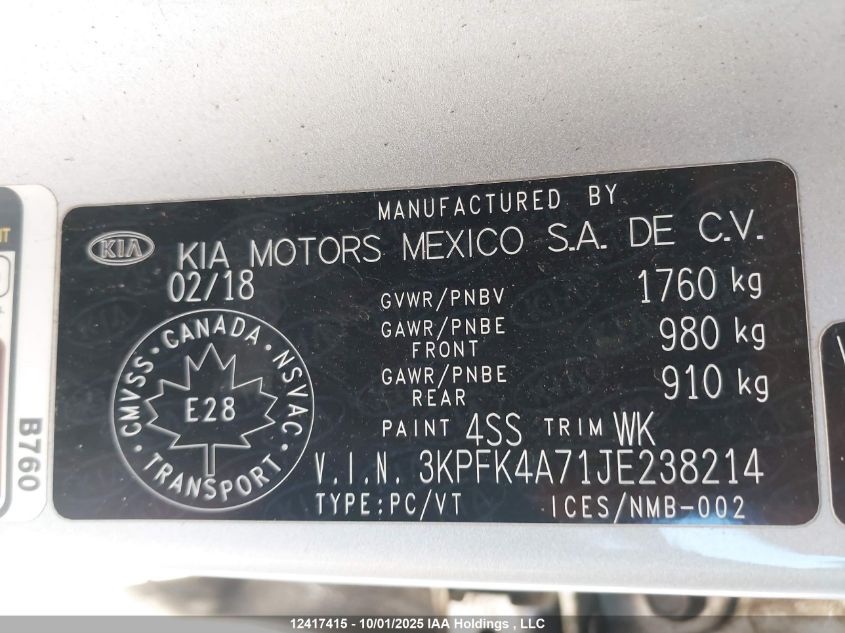 MANUFACTURED BY
KIA
KIA MOTORS MEXICO S.A. DE C.V.
02/18
GVWR/PNBV 1760 kg
GAWR/PNBE FRONT 980 kg
GAWR/PNBE REAR 910 kg
PAINT 4SS TRIM WK
V.I.N. 3KPFK4A71JE238214
TYPE:PC/VT ICES/NMB-002
CMVSS · CANADA · NSVAC · TRANSPORT ·
E28
B760
12417415 - 10/01/2025 IAA Holdings , LLC